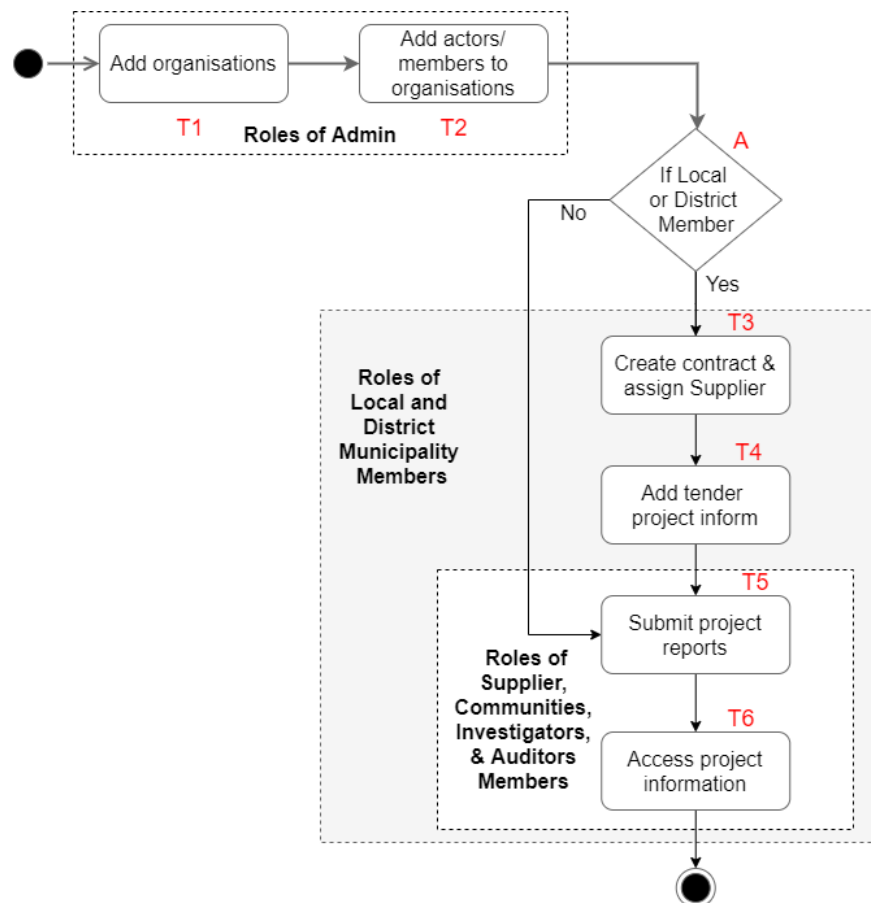 Add organisations
Add actors/
members to
organisations
T1
Roles of Admin
T2
A
If Local
or District
Member
No
Yes
T3
Create contract &
assign Supplier
Roles of
Local and
District
Municipality
Members
T4
Add tender
project inform
T5
Submit project
reports
Roles of
Supplier,
Communities,
Investigators,
& Auditors
Members
T6
Access project
information